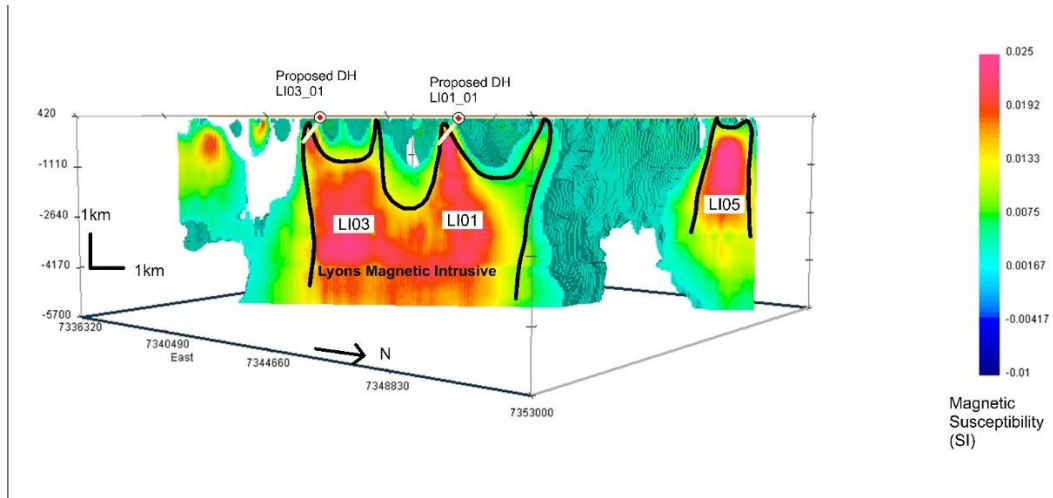 Proposed DH
LI03_01
Proposed DH
LI01_01
420
-1110
-2640
-4170
-5700
1km
1km
LI03
LI01
LI05
Lyons Magnetic Intrusive
7336320
7340490
East
7344660
N
7348830
7353000
0.025
0.0192
0.0133
0.0075
0.00167
-0.00417
-0.01
Magnetic
Susceptibility
(SI)